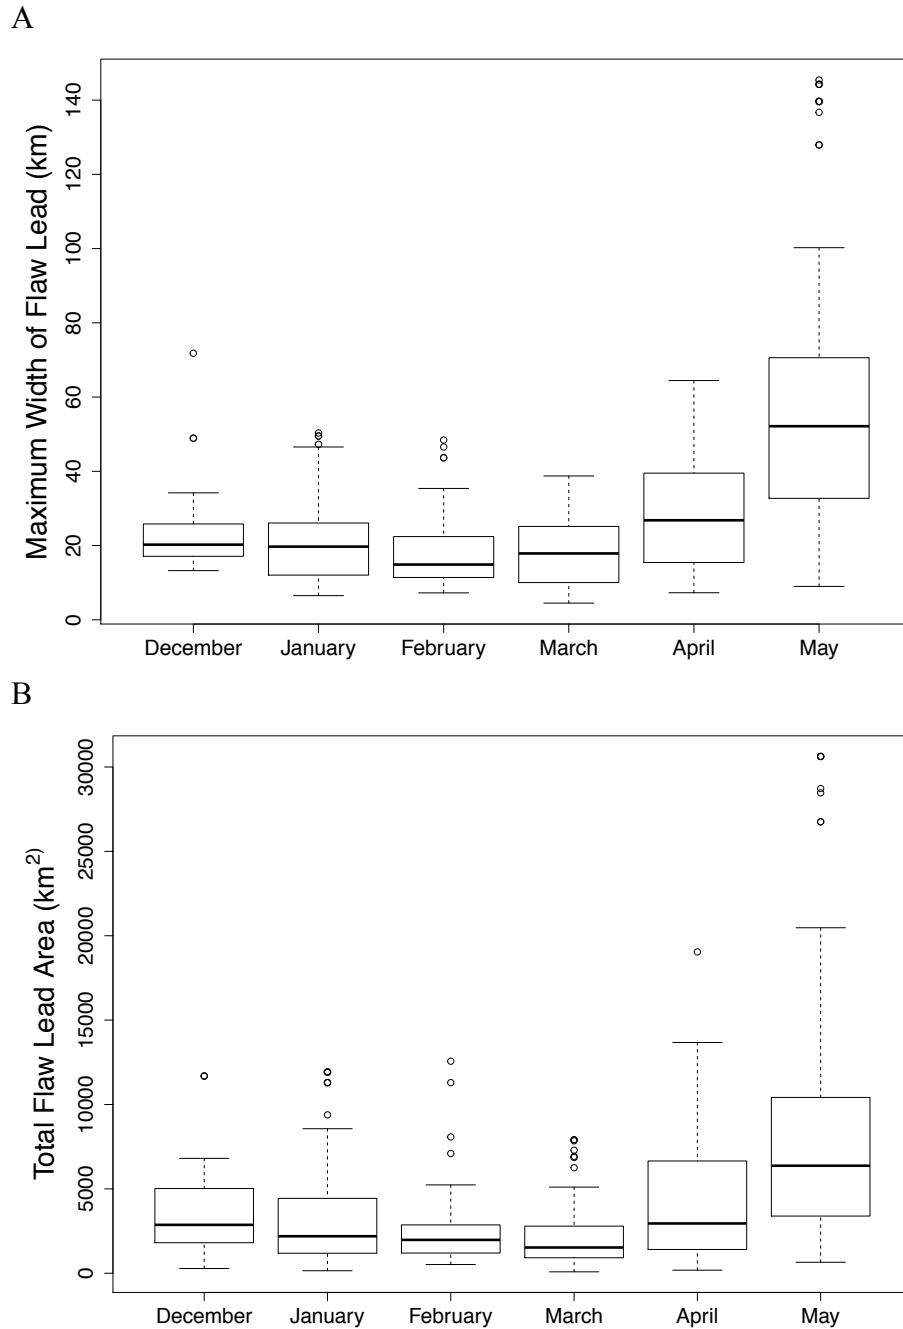 A
Maximum Width of Flaw Lead (km)
140
120
100
80
60
40
20
0
December January February March April May
B
Total Flaw Lead Area (km²)
30000
25000
20000
15000
10000
5000
0
December January February March April May